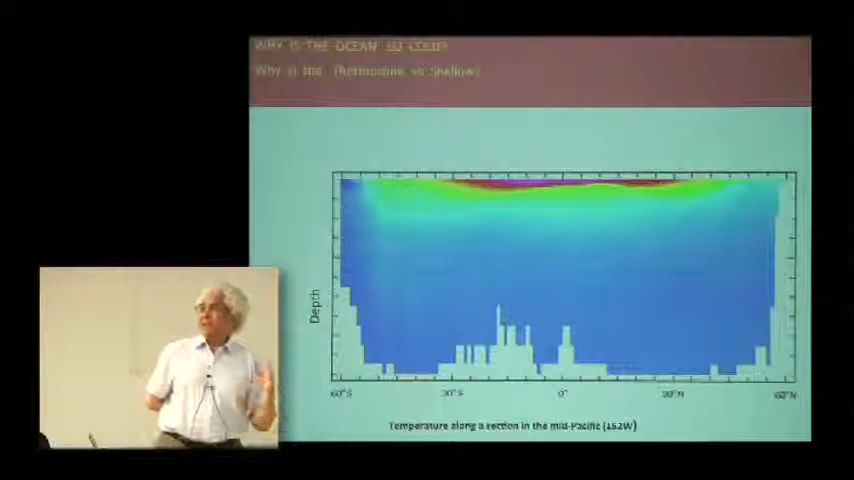 WHY IS THE OCEAN SO COLD?
Why is the Thermocline so Shallow?
Depth
60°S
30°S
0°
30°N
60°N
Temperature along a section in the mid-Pacific (152W)